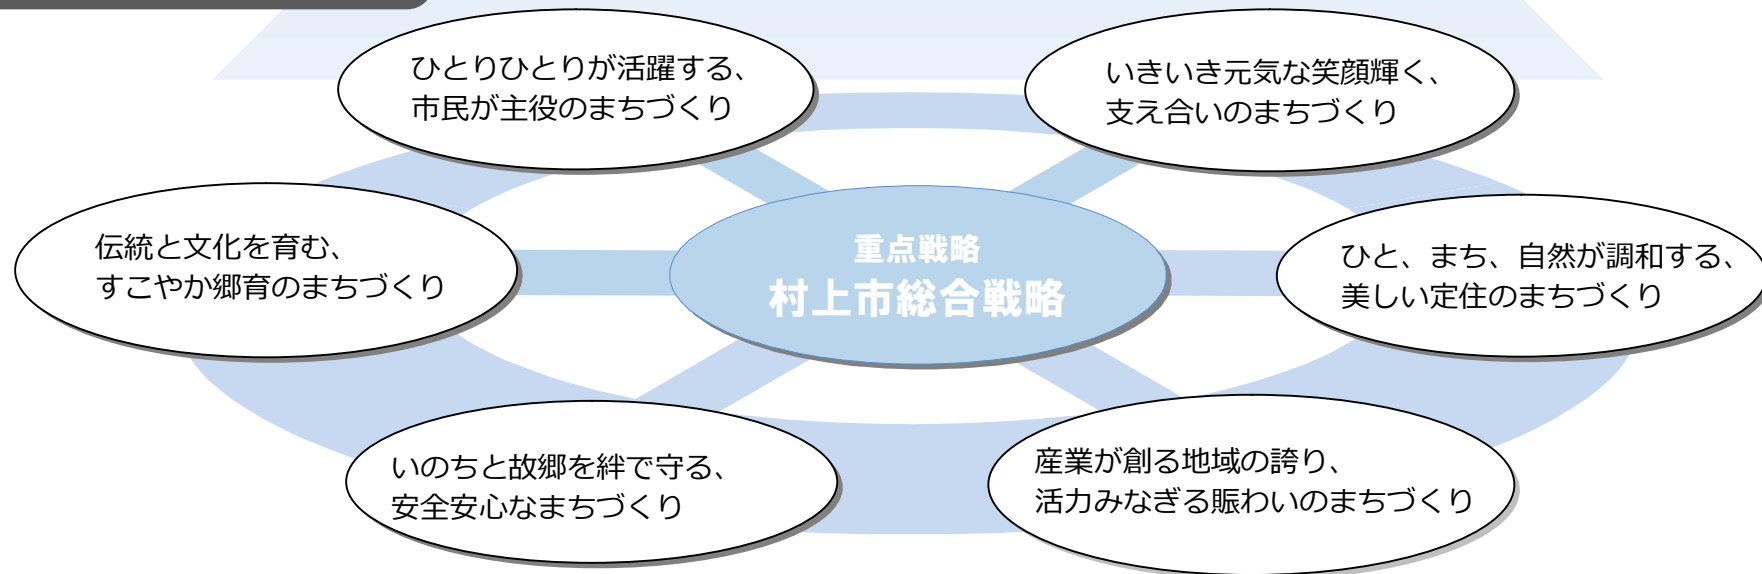 ひとりひとりが活躍する、
市民が主役のまちづくり
いきいき元気な笑顔輝く、
支え合いのまちづくり
伝統と文化を育む、
すこやか郷育のまちづくり
重点戦略
村上市総合戦略
ひと、まち、自然が調和する、
美しい定住のまちづくり
いのちと故郷を絆で守る、
安全安心なまちづくり
産業が創る地域の誇り、
活力みなぎる賑わいのまちづくり